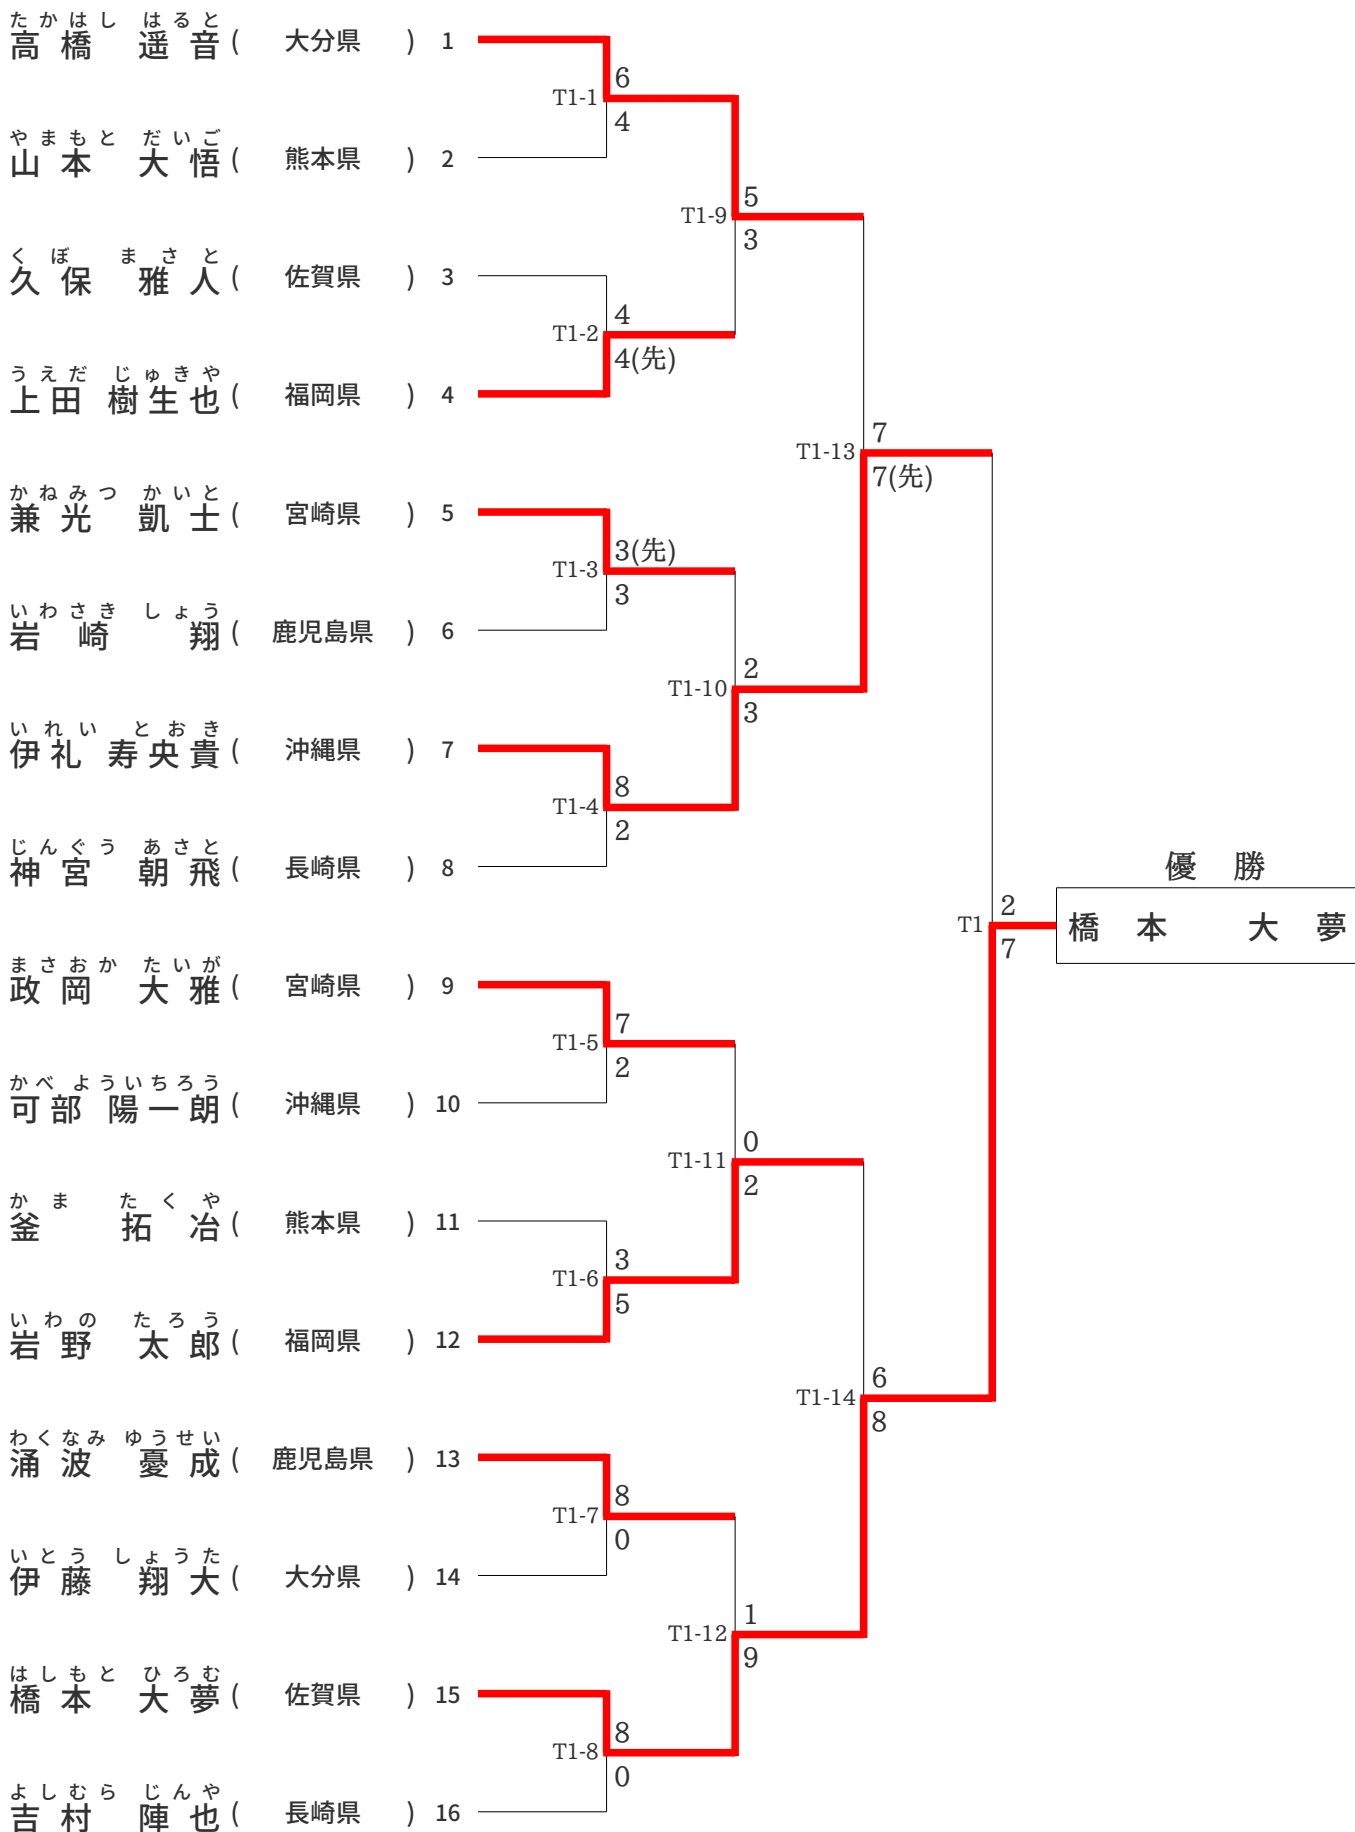 たかはし はると
高橋 遥音 ( 大分県 ) 1
6
T1-1
4
やまもと だいご
山本 大悟 ( 熊本県 ) 2
5
T1-9
3
くぼ まさと
久保 雅人 ( 佐賀県 ) 3
4
T1-2
4(先)
うえだ じゅきや
上田 樹生也 ( 福岡県 ) 4
7
T1-13
7(先)
かねみつ かいと
兼光 凱士 ( 宮崎県 ) 5
3(先)
T1-3
3
いわさき しょう
岩崎 翔 ( 鹿児島県 ) 6
2
T1-10
3
いれい とおき
伊礼 寿央貴 ( 沖縄県 ) 7
8
T1-4
2
じんぐう あさと
神宮 朝飛 ( 長崎県 ) 8
優勝
2
T1
7
橋本 大夢
まさおか たいが
政岡 大雅 ( 宮崎県 ) 9
7
T1-5
2
かべ よういちろう
可部 陽一朗 ( 沖縄県 ) 10
0
T1-11
2
かま たくや
釜 拓冶 ( 熊本県 ) 11
3
T1-6
5
いわの たろう
岩野 太郎 ( 福岡県 ) 12
6
T1-14
8
わくなみ ゆうせい
涌波 憂成 ( 鹿児島県 ) 13
8
T1-7
0
いとう しょうた
伊藤 翔大 ( 大分県 ) 14
1
T1-12
9
はしもと ひろむ
橋本 大夢 ( 佐賀県 ) 15
8
T1-8
0
よしむら じんや
吉村 陣也 ( 長崎県 ) 16